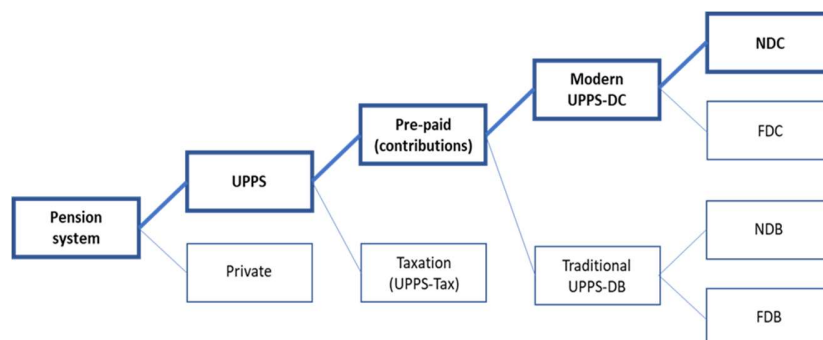 Pension
system
UPPS
Private
Pre-paid
(contributions)
Taxation
(UPPS-Tax)
Modern
UPPS-DC
Traditional
UPPS-DB
NDC
FDC
NDB
FDB